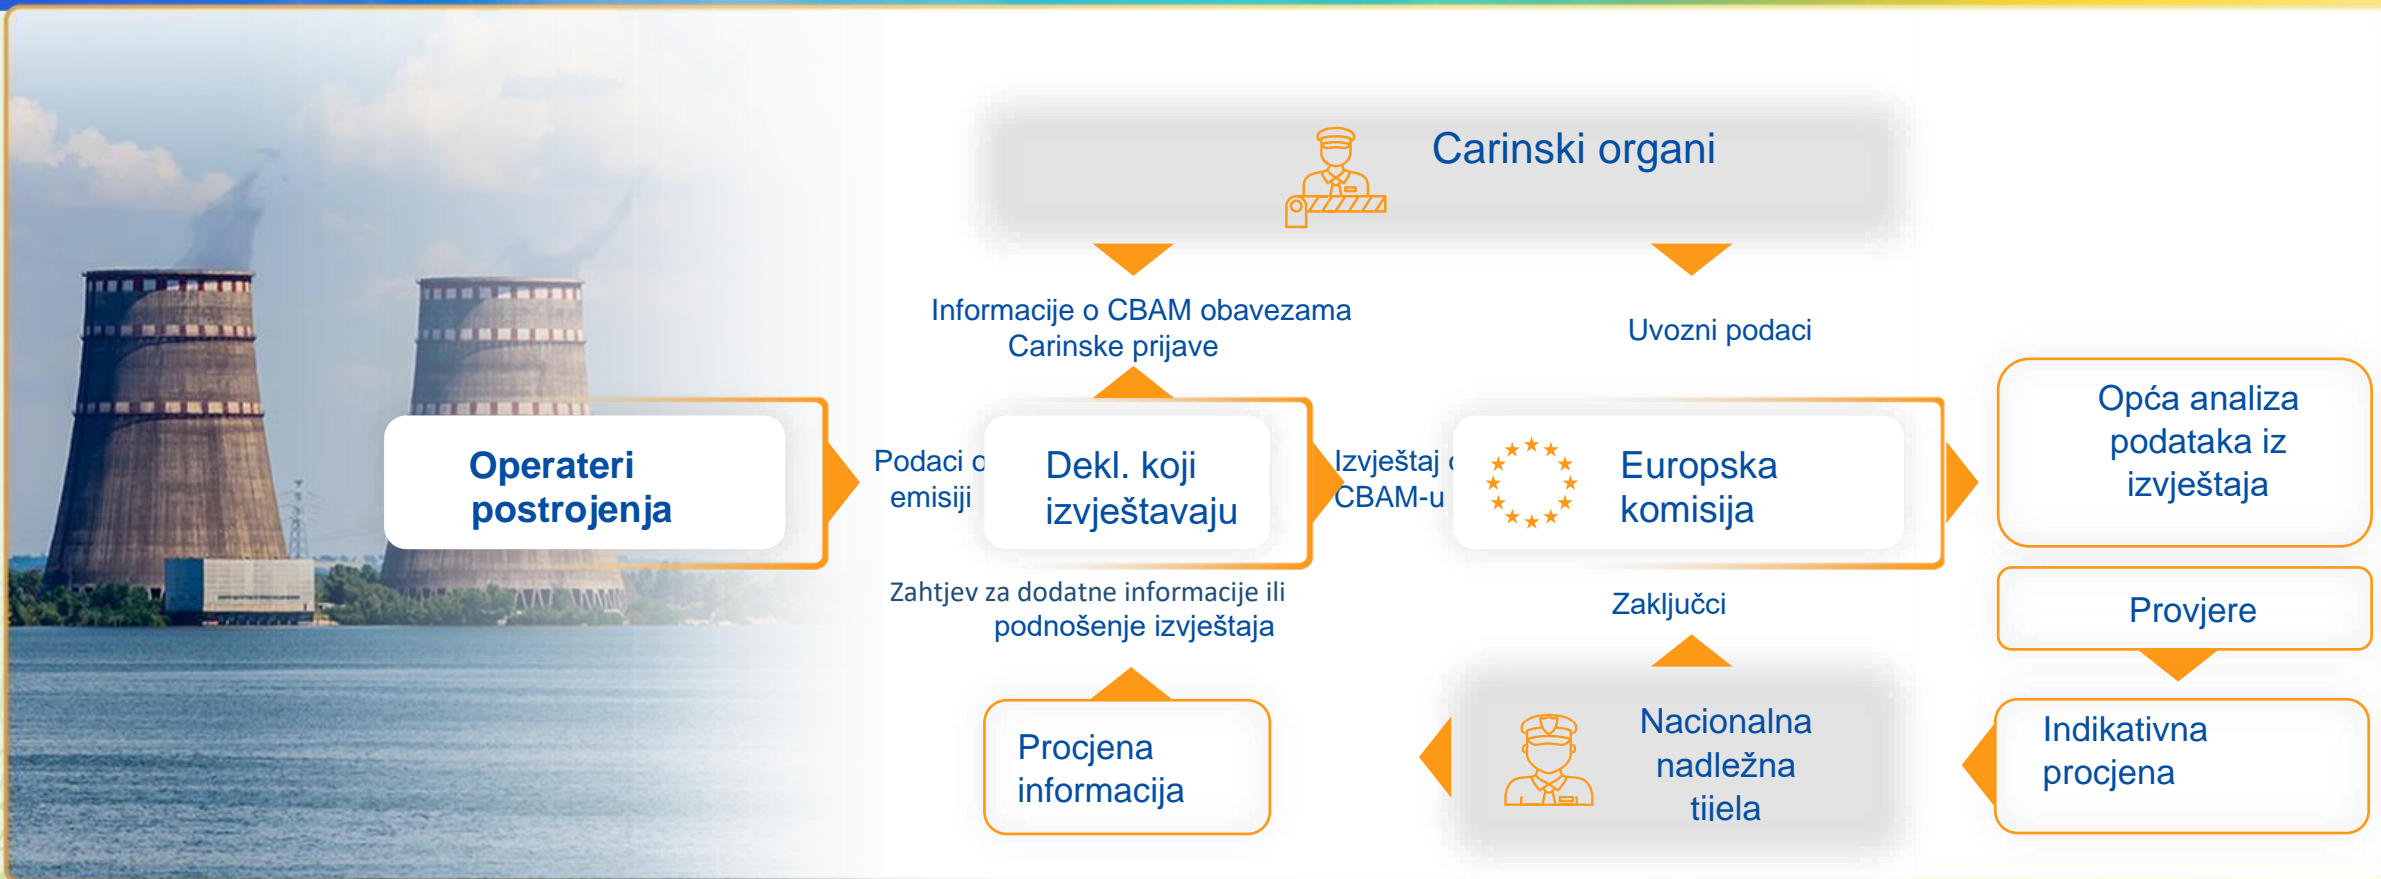 Carinski organi
Informacije o CBAM obavezama
Carinske prijave
Uvozni podaci
Operateri
postrojenja
Podaci o
emisiji
Dekl. koji
izvještavaju
Izvještaj o
CBAM-u
Europska
komisija
Opća analiza
podataka iz
izvještaja
Zahtjev za dodatne informacije ili
podnošenje izvještaja
Zaključci
Provjere
Procjena
informacija
Nacionalna
nadležna
tijela
Indikativna
procjena